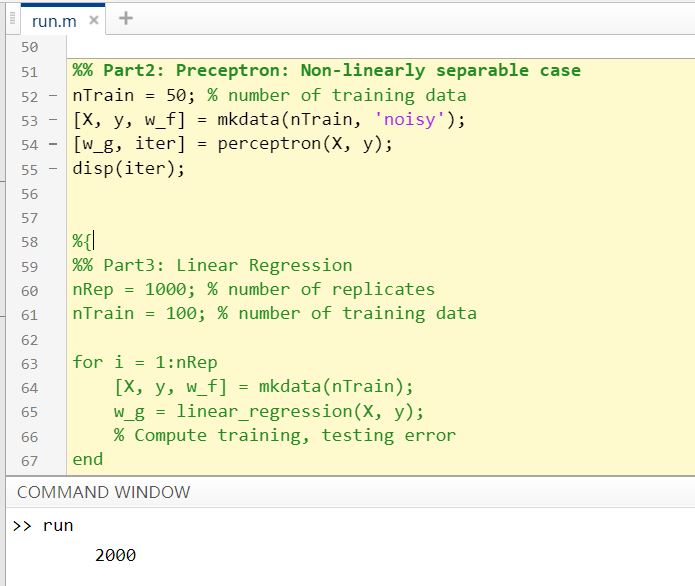 run.m × +
50
51 %% Part2: Preceptron: Non-linearly separable case
52 - nTrain = 50; % number of training data
53 - [X, y, w_f] = mkdata(nTrain, 'noisy');
54 - [w_g, iter] = perceptron(X, y);
55 - disp(iter);
56
57
58 %{
59 %% Part3: Linear Regression
60 nRep = 1000; % number of replicates
61 nTrain = 100; % number of training data
62
63 for i = 1:nRep
64 [X, y, w_f] = mkdata(nTrain);
65 w_g = linear_regression(X, y);
66 % Compute training, testing error
67 end
COMMAND WINDOW
>> run
2000